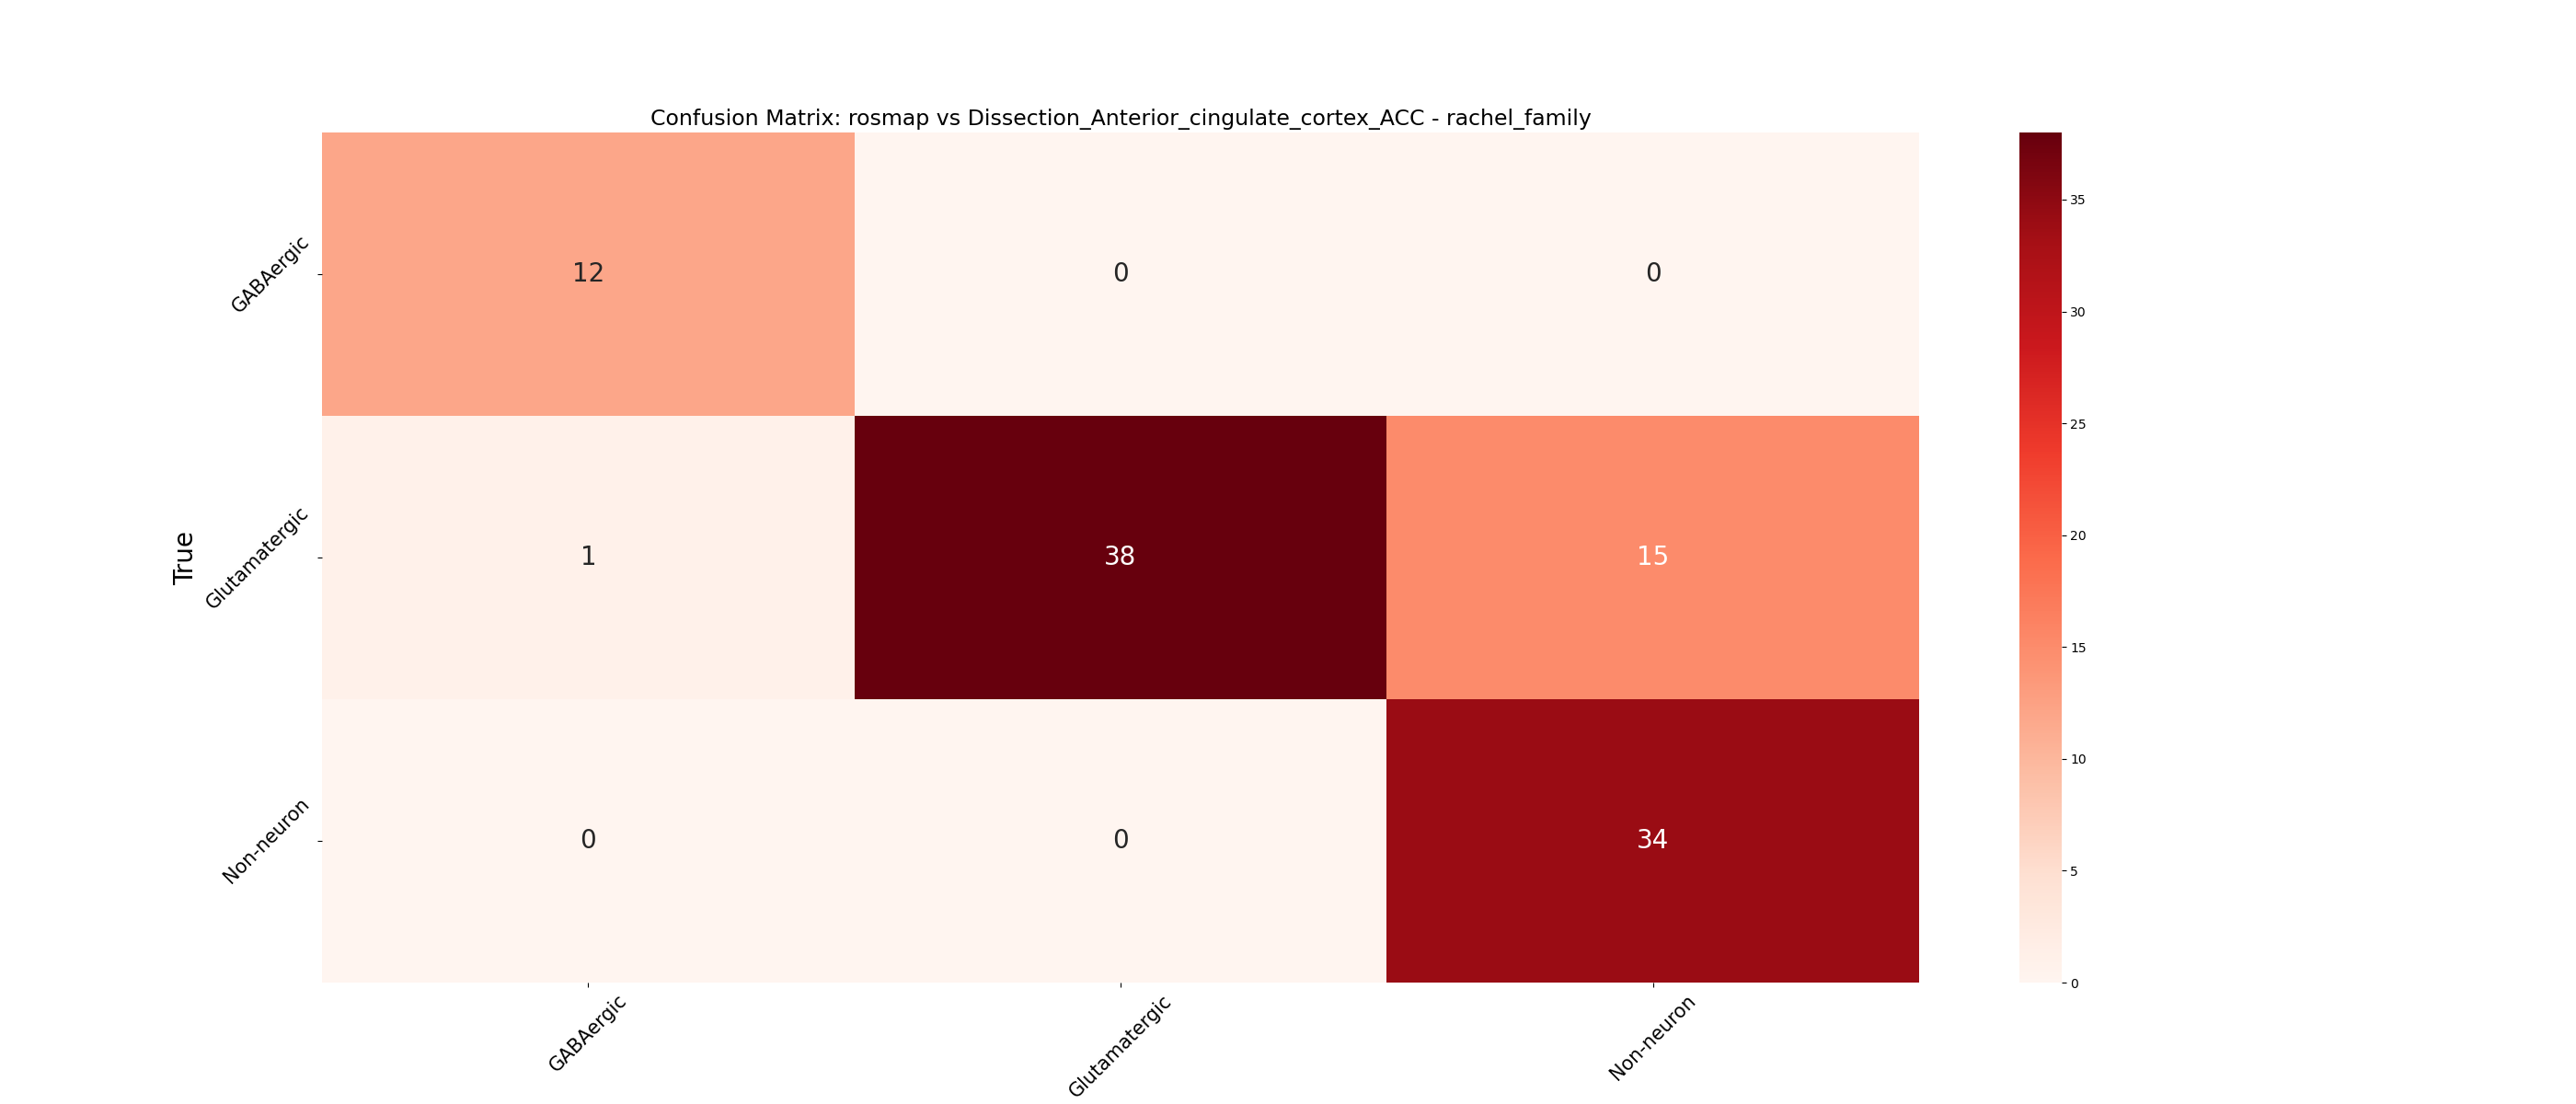 Confusion Matrix: rosmap vs Dissection_Anterior_cingulate_cortex_ACC - rachel_family
True
GABAergic
12
0
0
Glutamatergic
1
38
15
Non-neuron
0
0
34
GABAergic
Glutamatergic
Non-neuron
35
30
25
20
15
10
5
0